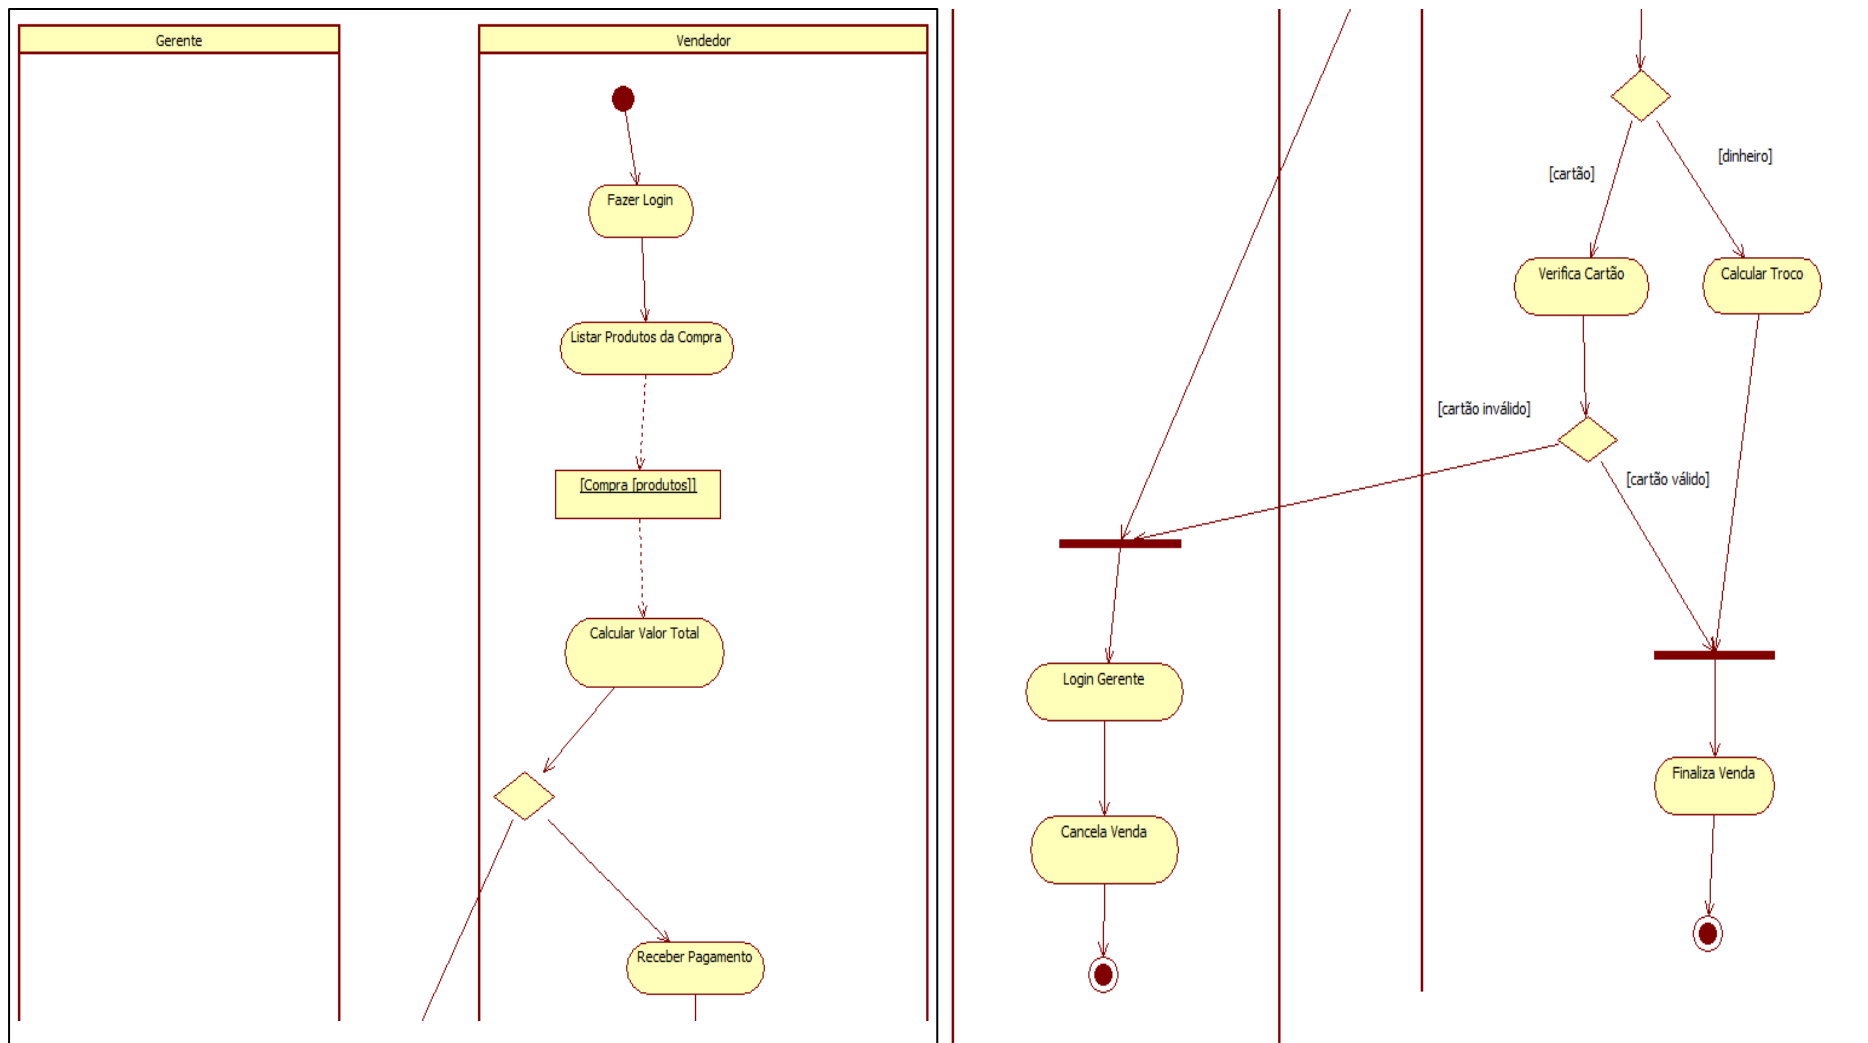 Gerente
Vendedor
Fazer Login
Listar Produtos da Compra
[Compra [produtos]]
Calcular Valor Total
Receber Pagamento
[dinheiro]
[cartão]
Verifica Cartão
Calcular Troco
[cartão inválido]
[cartão válido]
Login Gerente
Finaliza Venda
Cancela Venda